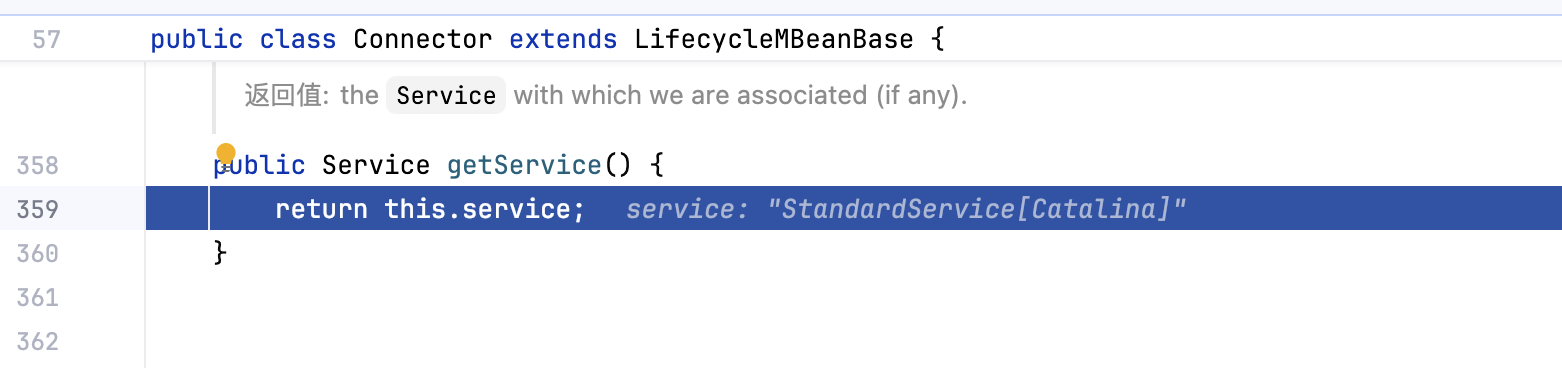 57 public class Connector extends LifecycleMBeanBase {
返回值: the Service with which we are associated (if any).
358 public Service getService() {
359 return this.service; service: "StandardService[Catalina]"
360 }
361
362